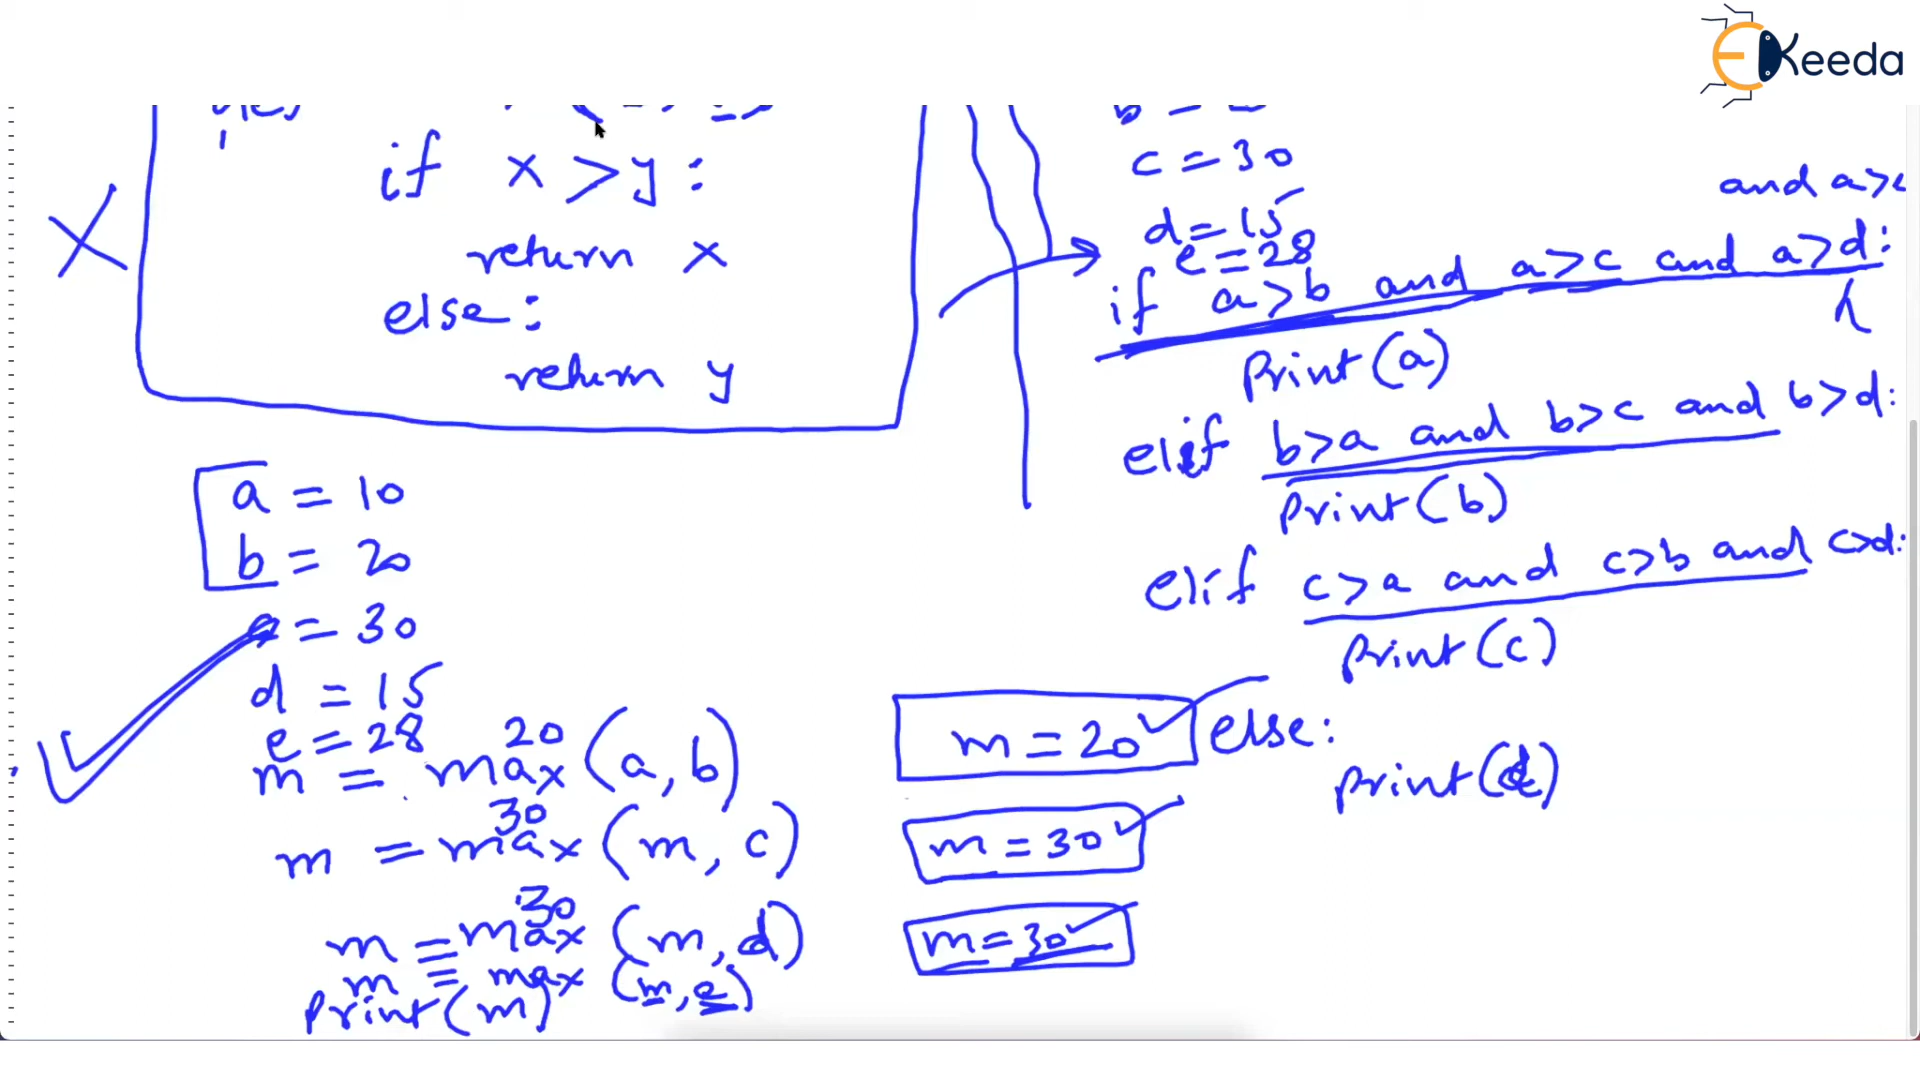 EKeeda
if x > y :
return x
else :
return y
a = 10
b = 20
c = 30
d = 15
e = 28
20
m = max (a, b)
30
m = max (m, c)
30
m = max (m, d)
m = max (m, e)
print(m)
m = 20
m = 30
m = 30
c = 30
d = 15
e = 28
and a>c
if a>b and a>c and a>d:
print(a)
elif b>a and b>c and b>d:
print(b)
elif c>a and c>b and c>d:
print(c)
else:
print(d)